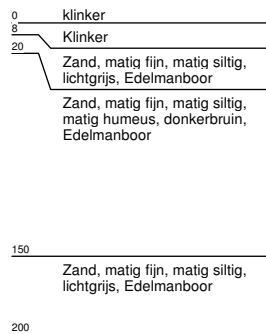 0
klinker
8
Klinker
20
Zand, matig fijn, matig siltig,
lichtgrijs, Edelmanboor
Zand, matig fijn, matig siltig,
matig humeus, donkerbruin,
Edelmanboor
150
Zand, matig fijn, matig siltig,
lichtgrijs, Edelmanboor
200